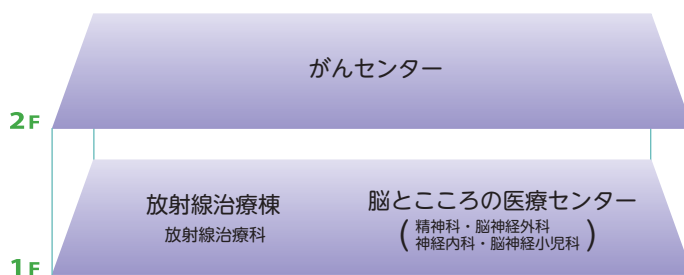 がんセンター
2F
放射線治療棟
放射線治療科
脳とこころの医療センター
(精神科・脳神経外科
神経内科・脳神経小児科)
1F